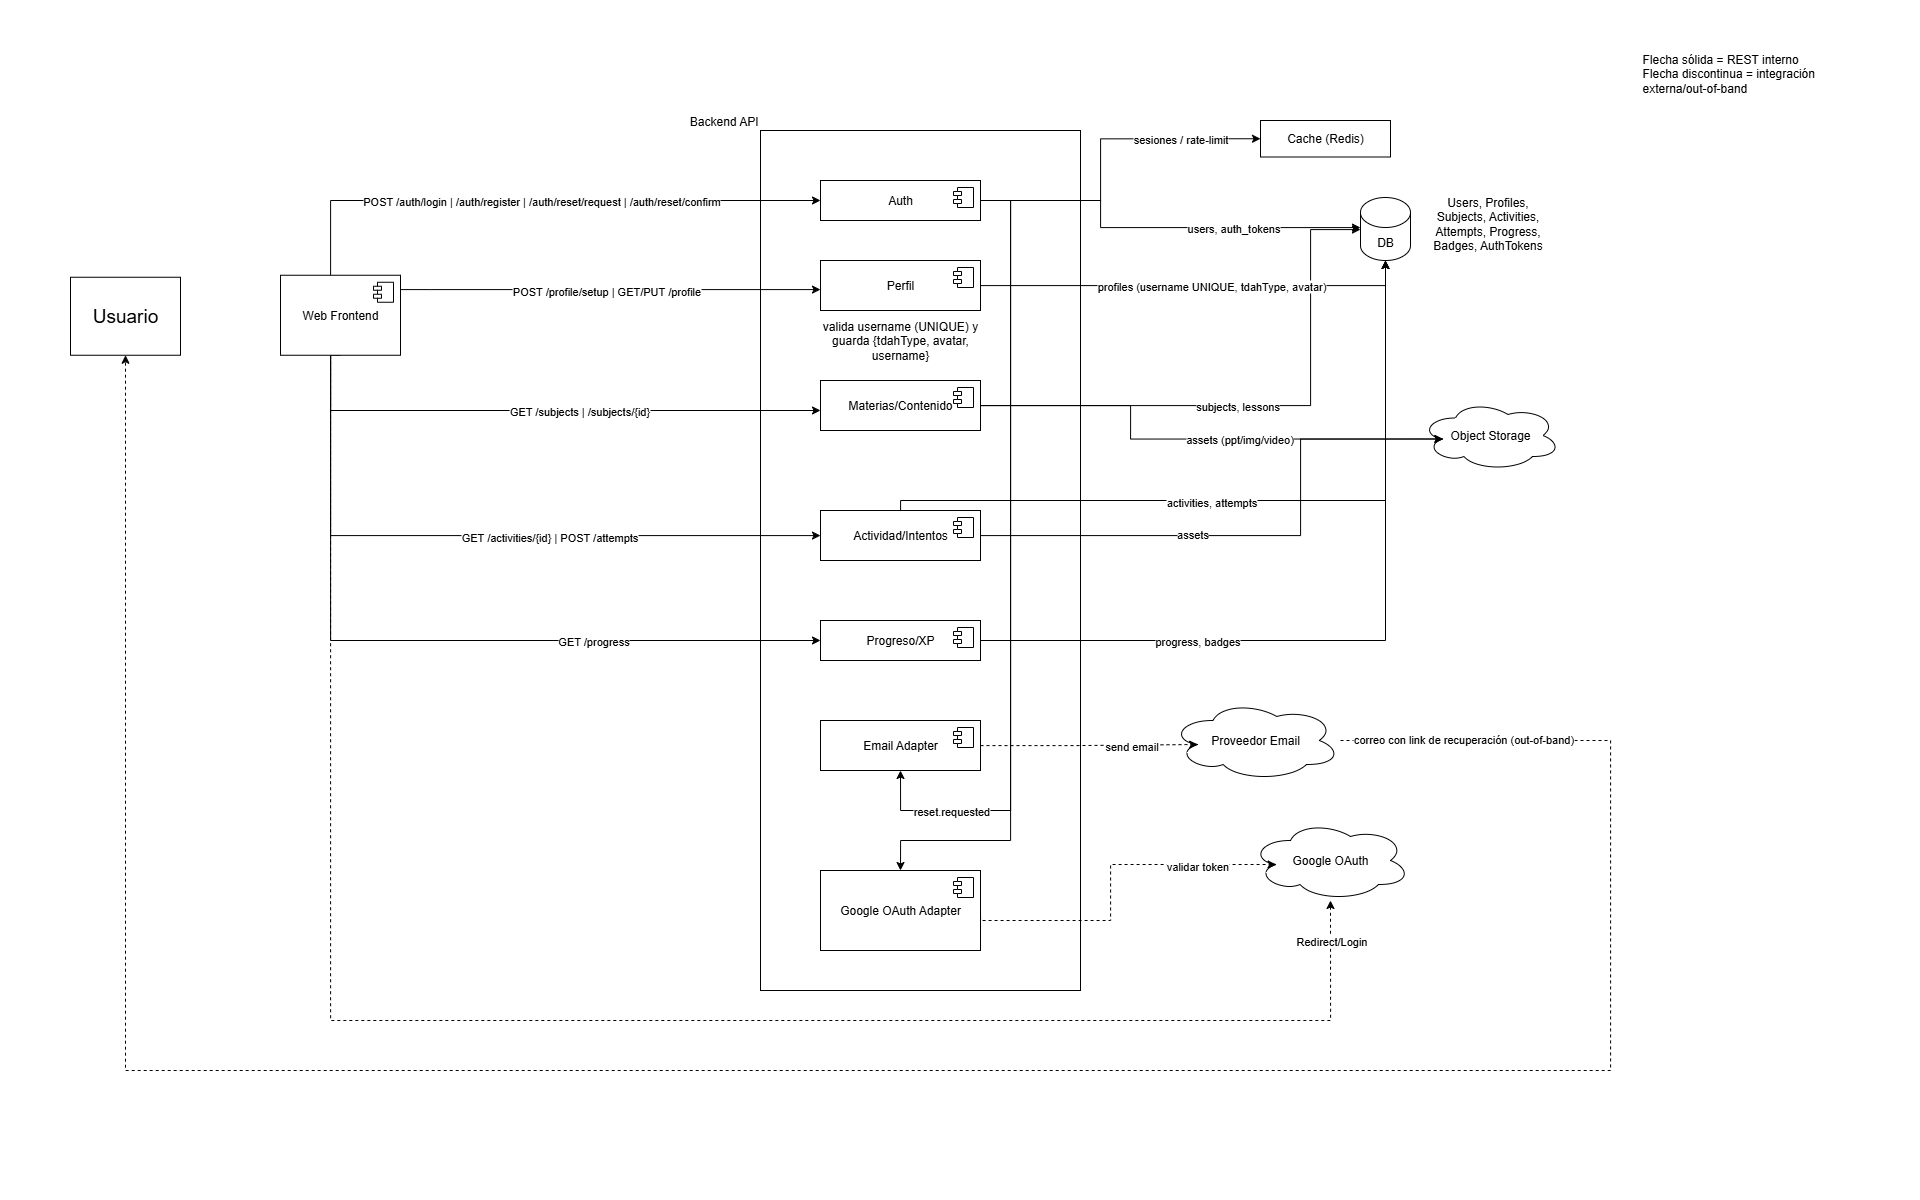 Flecha sólida = REST interno
Flecha discontinua = integración
externa/out-of-band
Backend API
sesiones / rate-limit
Cache (Redis)
POST /auth/login | /auth/register | /auth/reset/request | /auth/reset/confirm
Auth
users, auth_tokens
DB
Users, Profiles,
Subjects, Activities,
Attempts, Progress,
Badges, AuthTokens
Usuario
Web Frontend
POST /profile/setup | GET/PUT /profile
Perfil
profiles (username UNIQUE, tdahType, avatar)
valida username (UNIQUE) y
guarda {tdahType, avatar,
username}
GET /subjects | /subjects/{id}
Materias/Contenido
subjects, lessons
assets (ppt/img/video)
Object Storage
activities, attempts
GET /activities/{id} | POST /attempts
Actividad/Intentos
assets
GET /progress
Progreso/XP
progress, badges
Email Adapter
send email
Proveedor Email
correo con link de recuperación (out-of-band)
reset.requested
Google OAuth Adapter
validar token
Google OAuth
Redirect/Login